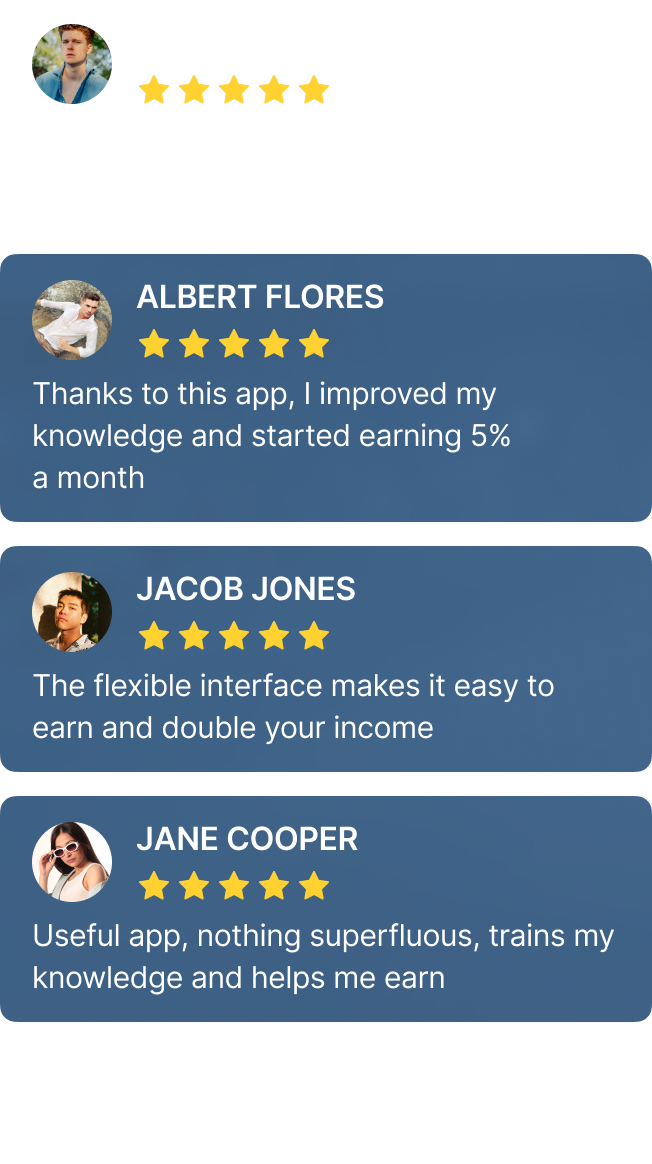 ALBERT FLORES
Thanks to this app, I improved my
knowledge and started earning 5%
a month
JACOB JONES
The flexible interface makes it easy to
earn and double your income
JANE COOPER
Useful app, nothing superfluous, trains my
knowledge and helps me earn